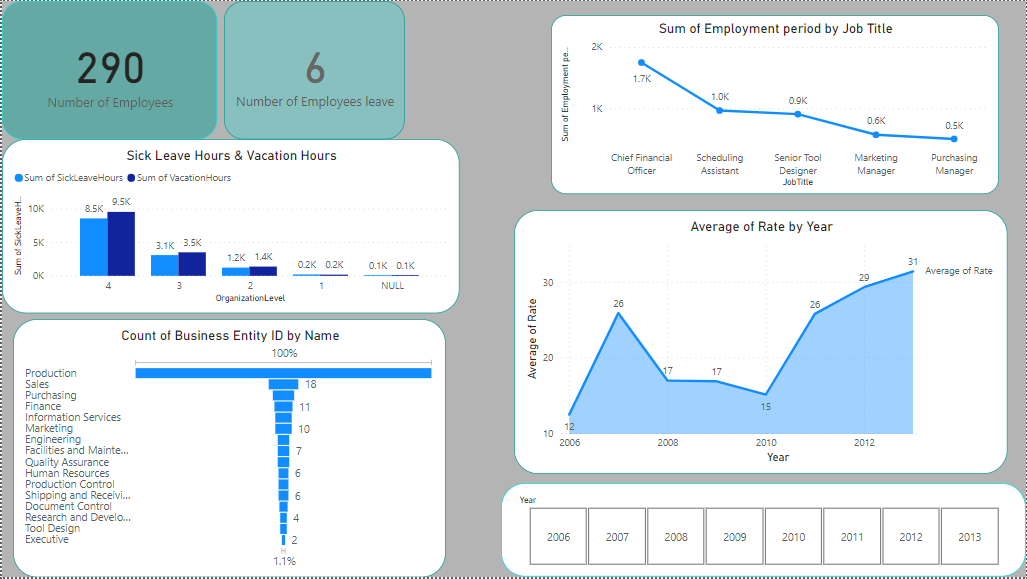 290
Number of Employees
6
Number of Employees leave
Sum of Employment period by Job Title
Sum of Employment pe...
2K
1K
1.7K
1.0K
0.9K
0.6K
0.5K
Chief Financial Officer
Scheduling Assistant
Senior Tool Designer
Marketing Manager
Purchasing Manager
JobTitle
Sick Leave Hours & Vacation Hours
Sum of SickLeaveHours
Sum of VacationHours
Sum of SickLeaveH...
10K
5K
0K
8.5K
9.5K
3.1K
3.5K
1.2K
1.4K
0.2K
0.2K
0.1K
0.1K
4
3
2
1
NULL
OrganizationLevel
Average of Rate by Year
Average of Rate
30
20
10
12
26
17
17
15
26
29
31
Average of Rate
2006
2008
2010
2012
Year
Count of Business Entity ID by Name
100%
Production
Sales
18
Purchasing
Finance
11
Information Services
Marketing
10
Engineering
Facilities and Mainte...
7
Quality Assurance
Human Resources
6
Production Control
Shipping and Receivi...
6
Document Control
Research and Develo...
4
Tool Design
Executive
2
1.1%
Year
2006
2007
2008
2009
2010
2011
2012
2013